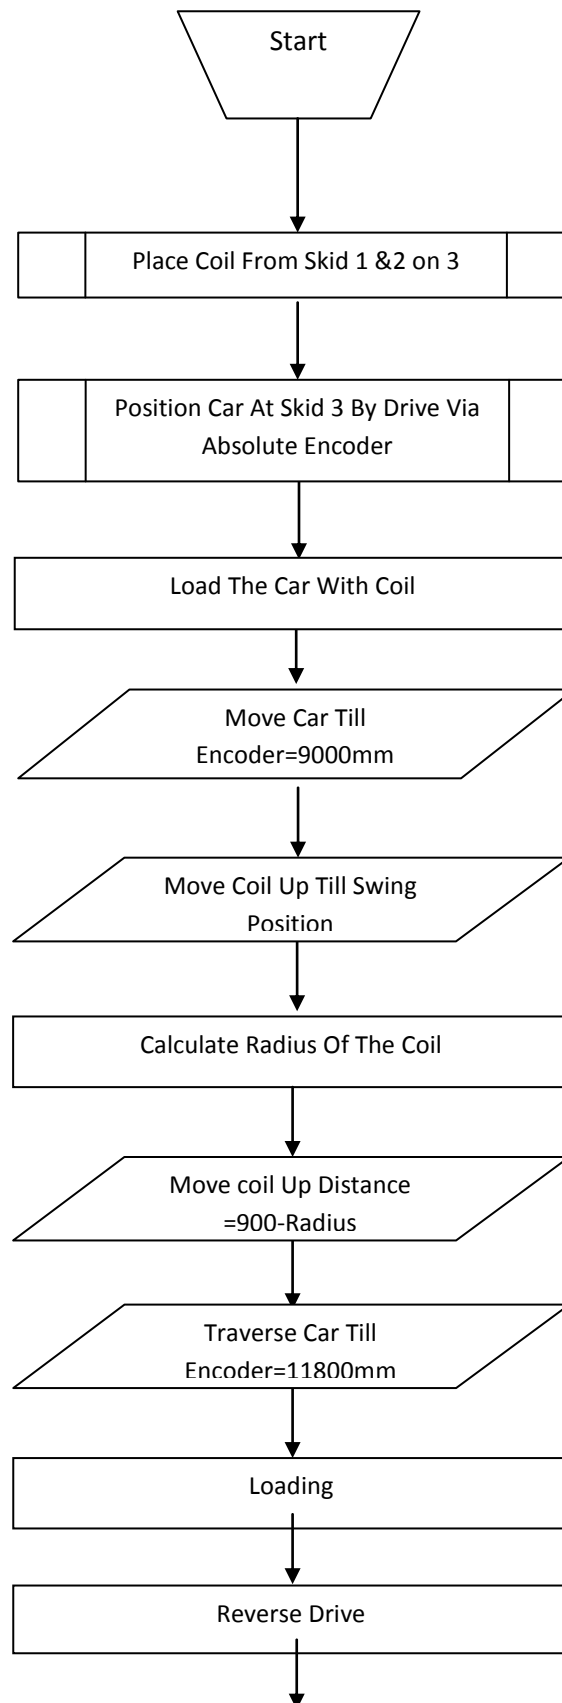 Start
Place Coil From Skid 1 &2 on 3
Position Car At Skid 3 By Drive Via
Absolute Encoder
Load The Car With Coil
Move Car Till
Encoder=9000mm
Move Coil Up Till Swing
Position
Calculate Radius Of The Coil
Move coil Up Distance
=900-Radius
Traverse Car Till
Encoder=11800mm
Loading
Reverse Drive